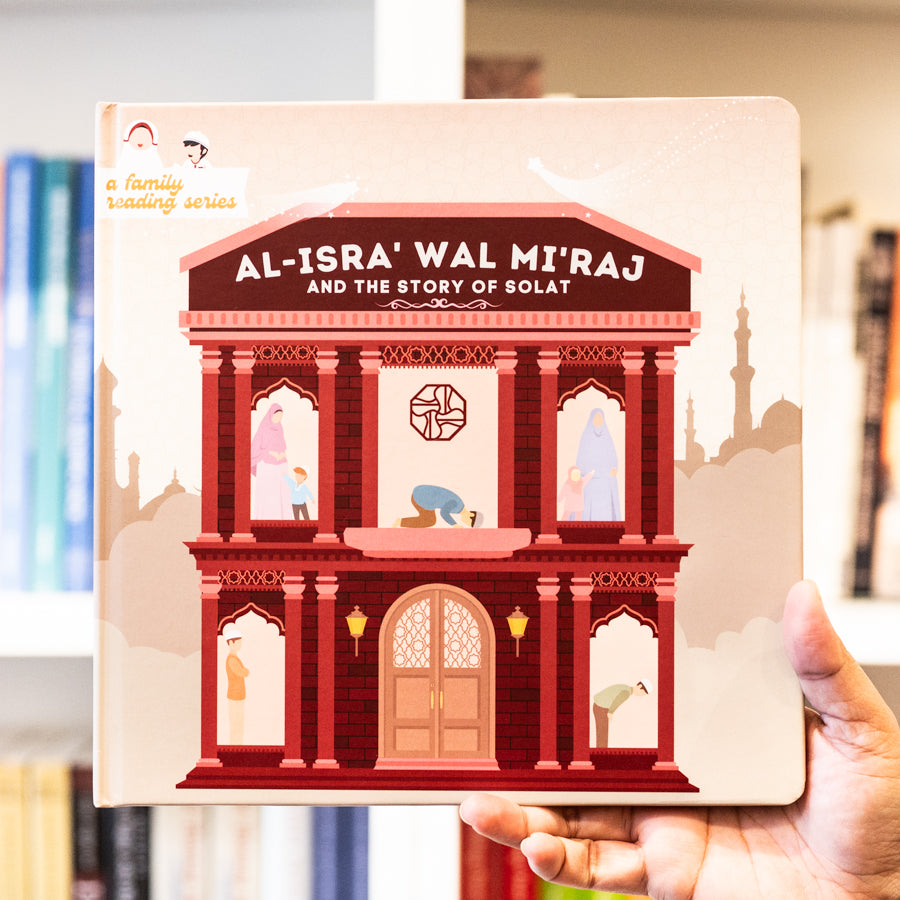 a family
reading series
AL-ISRA' WAL MI'RAJ
AND THE STORY OF SOLAT